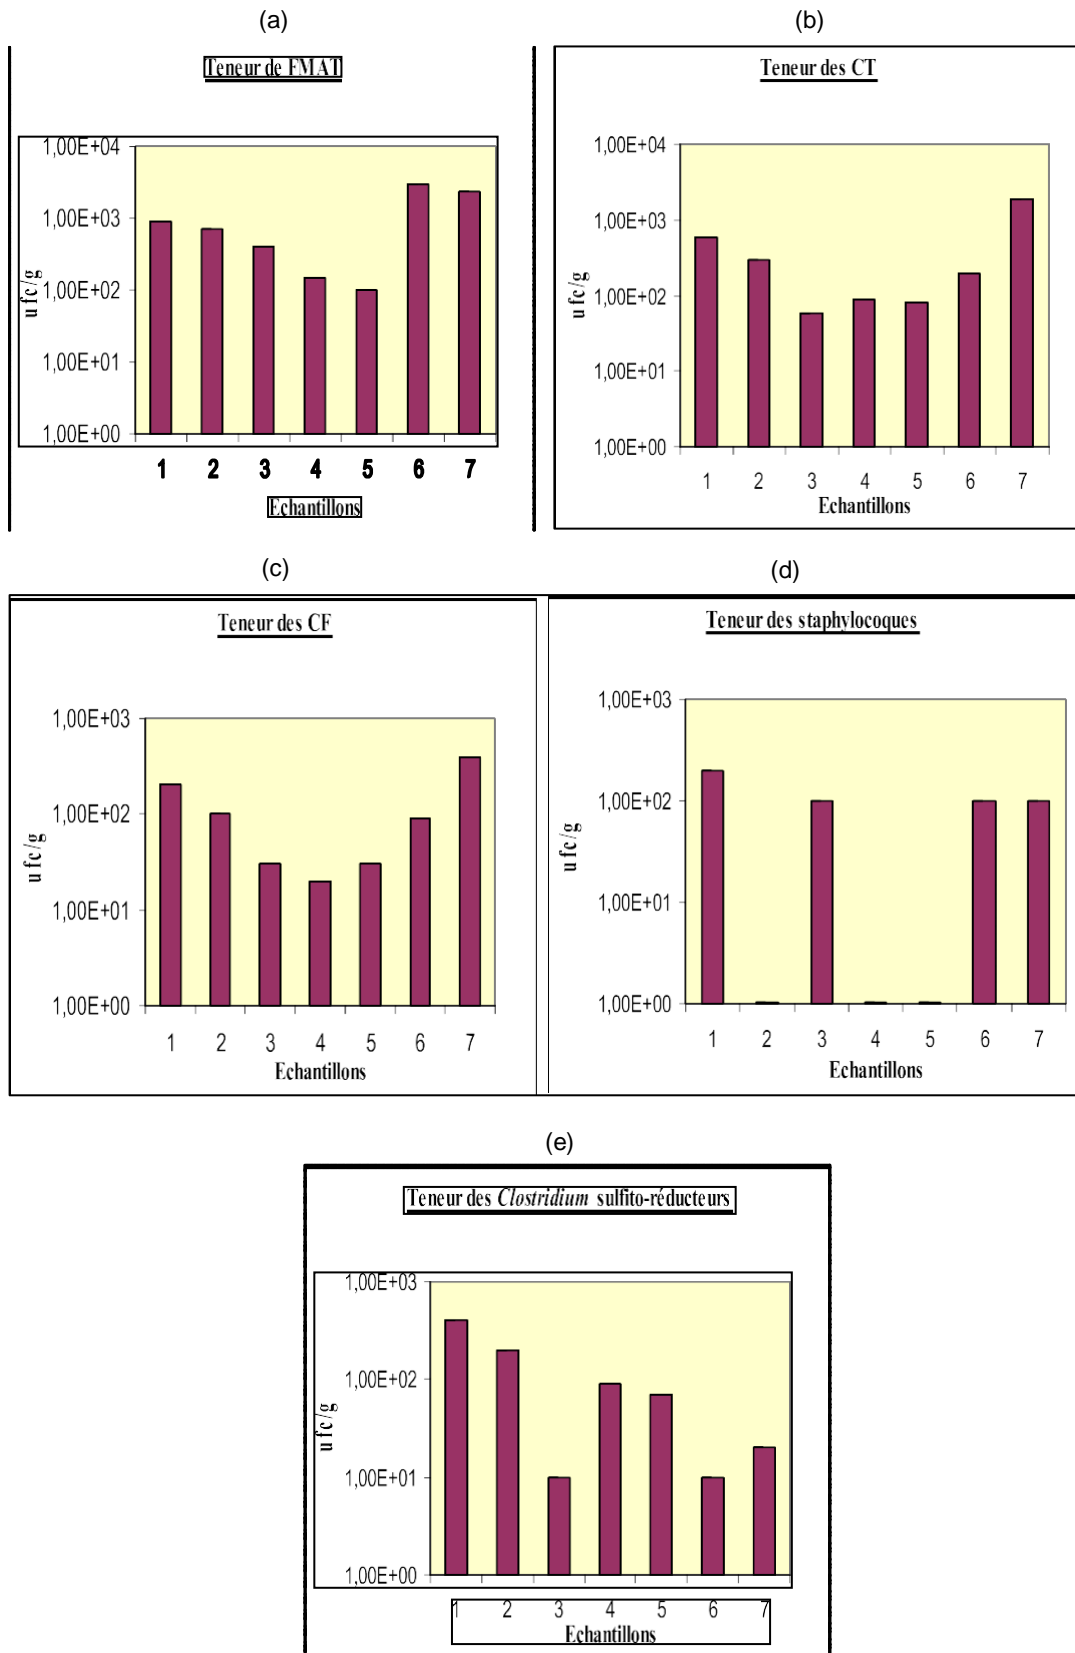 (a)
Teneur de FMAT
1,00E+04
1,00E+03
1,00E+02
1,00E+01
1,00E+00
ufc/g
1 2 3 4 5 6 7
Echantillons
(b)
Teneur des CT
1,00E+04
1,00E+03
1,00E+02
1,00E+01
1,00E+00
ufc/g
1 2 3 4 5 6 7
Echantillons
(c)
Teneur des CF
1,00E+03
1,00E+02
1,00E+01
1,00E+00
ufc/g
1 2 3 4 5 6 7
Echantillons
(d)
Teneur des staphylocoques
1,00E+03
1,00E+02
1,00E+01
1,00E+00
ufc/g
1 2 3 4 5 6 7
Echantillons
(e)
Teneur des Clostridium sulfito-réducteurs
1,00E+03
1,00E+02
1,00E+01
1,00E+00
ufc/g
1 2 3 4 5 6 7
Echantillons